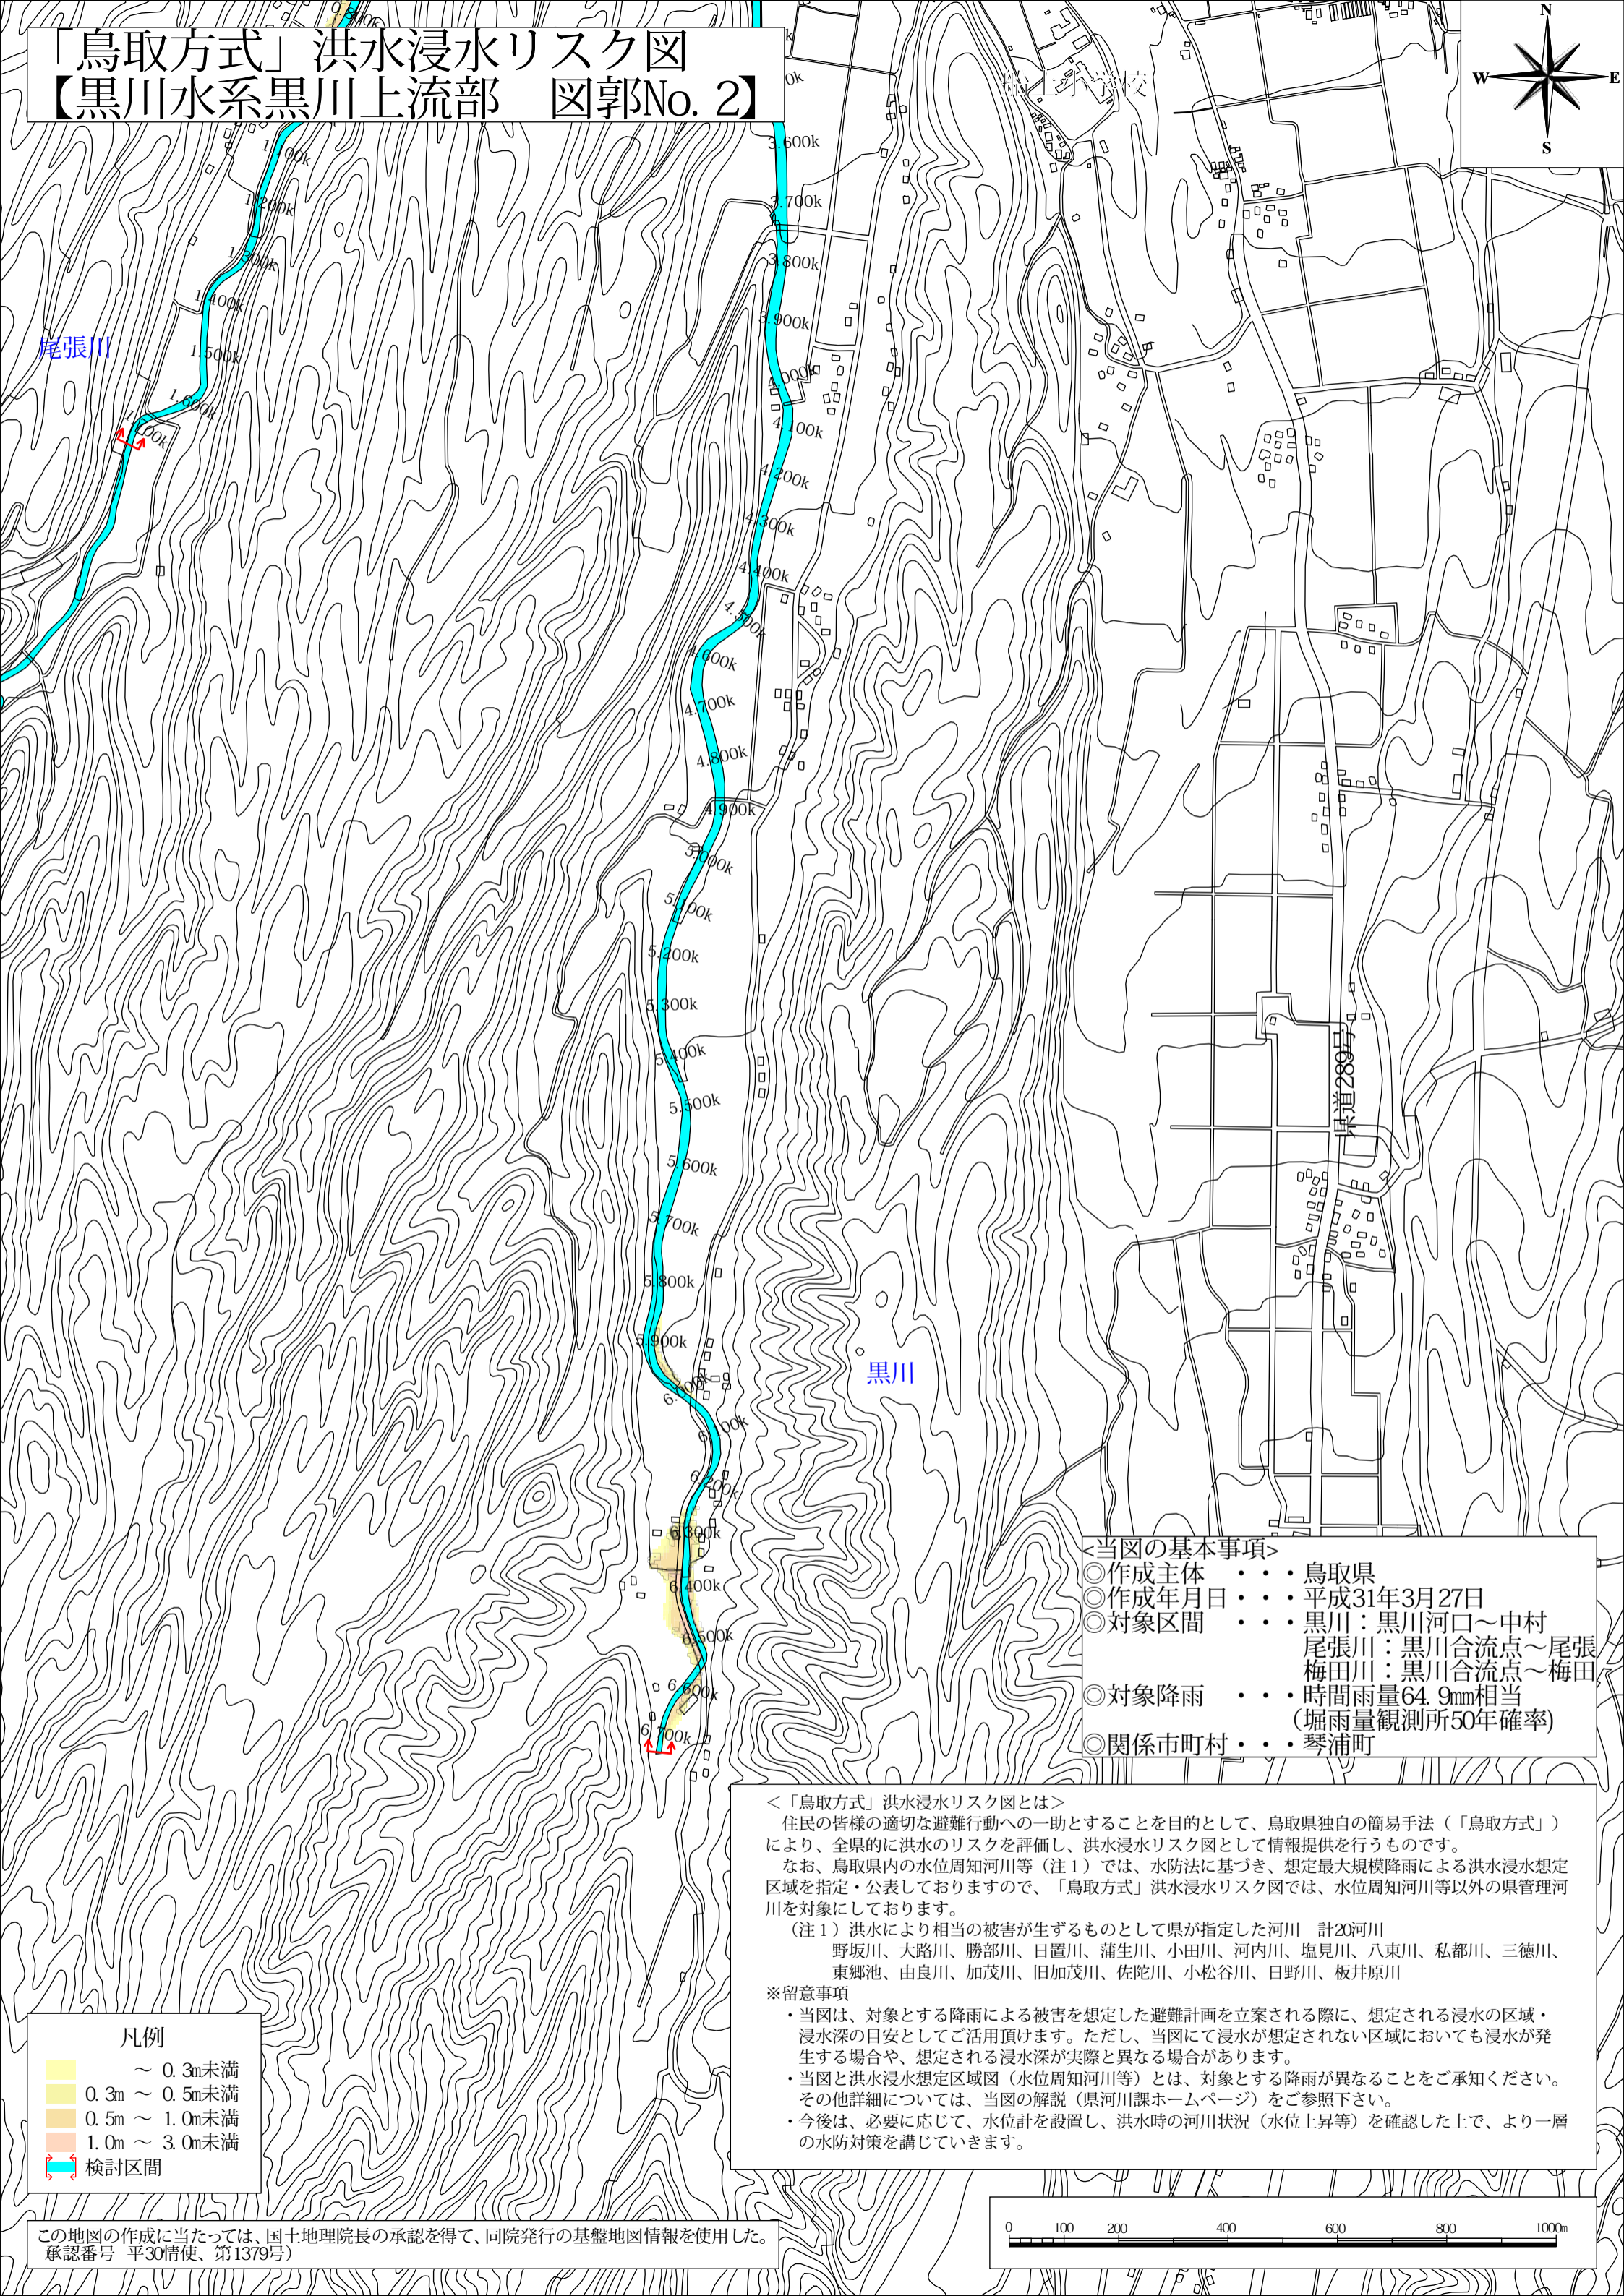 「鳥取方式」洪水浸水リスク図
【黒川水系黒川上流部　図郭No. 2】
N
W
E
S
船上小学校
0.800k
1.100k
1.200k
1.300k
1.400k
1.500k
1.600k
尾張川
3.600k
3.700k
3.800k
3.900k
4.000k
4.100k
4.200k
4.300k
4.400k
4.500k
4.600k
4.700k
4.800k
4.900k
5.000k
5.100k
5.200k
5.300k
5.400k
5.500k
5.600k
5.700k
5.800k
5.900k
6.100k
6.200k
6.300k
6.400k
6.500k
6.600k
6.700k
黒川
県道289号
<当図の基本事項>
◎作成主体　・・・鳥取県
◎作成年月日・・・平成31年3月27日
◎対象区間　・・・黒川：黒川河口～中村
尾張川：黒川合流点～尾張
梅田川：黒川合流点～梅田
◎対象降雨　・・・時間雨量64.9mm相当
(堀雨量観測所50年確率)
◎関係市町村・・・琴浦町
＜「鳥取方式」洪水浸水リスク図とは＞
住民の皆様の適切な避難行動への一助とすることを目的として、鳥取県独自の簡易手法（「鳥取方式」）
により、全県的に洪水のリスクを評価し、洪水浸水リスク図として情報提供を行うものです。
なお、鳥取県内の水位周知河川等（注１）では、水防法に基づき、想定最大規模降雨による洪水浸水想定
区域を指定・公表しておりますので、「鳥取方式」洪水浸水リスク図では、水位周知河川等以外の県管理河
川を対象にしております。
（注１）洪水により相当の被害が生ずるものとして県が指定した河川　計20河川
野坂川、大路川、勝部川、日置川、蒲生川、小田川、河内川、塩見川、八東川、私都川、三徳川、
東郷池、由良川、加茂川、旧加茂川、佐陀川、小松谷川、日野川、板井原川
※留意事項
・当図は、対象とする降雨による被害を想定した避難計画を立案される際に、想定される浸水の区域・
浸水深の目安としてご活用頂けます。ただし、当図にて浸水が想定されない区域においても浸水が発
生する場合や、想定される浸水深が実際と異なる場合があります。
・当図と洪水浸水想定区域図（水位周知河川等）とは、対象とする降雨が異なることをご承知ください。
その他詳細については、当図の解説（県河川課ホームページ）をご参照下さい。
・今後は、必要に応じて、水位計を設置し、洪水時の河川状況（水位上昇等）を確認した上で、より一層
の水防対策を講じていきます。
凡例
～ 0.3m未満
0.3m ～ 0.5m未満
0.5m ～ 1.0m未満
1.0m ～ 3.0m未満
検討区間
この地図の作成に当たっては、国土地理院長の承認を得て、同院発行の基盤地図情報を使用した。
承認番号 平30情使、第1379号）
0 100 200 400 600 800 1000m